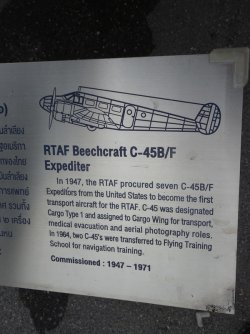 ๐)
RTAF Beechcraft C-45B/F
Expediter
In 1947, the RTAF procured seven C-45B/F
Expeditors from the United States to become the first
transport aircraft for the RTAF. C-45 was designated
Cargo Type 1 and assigned to Cargo Wing for transport,
medical evacuation and aerial photography roles.
In 1964, two C-45's were transferred to Flying Training
School for navigation training.
Commissioned : 1947 – 1971